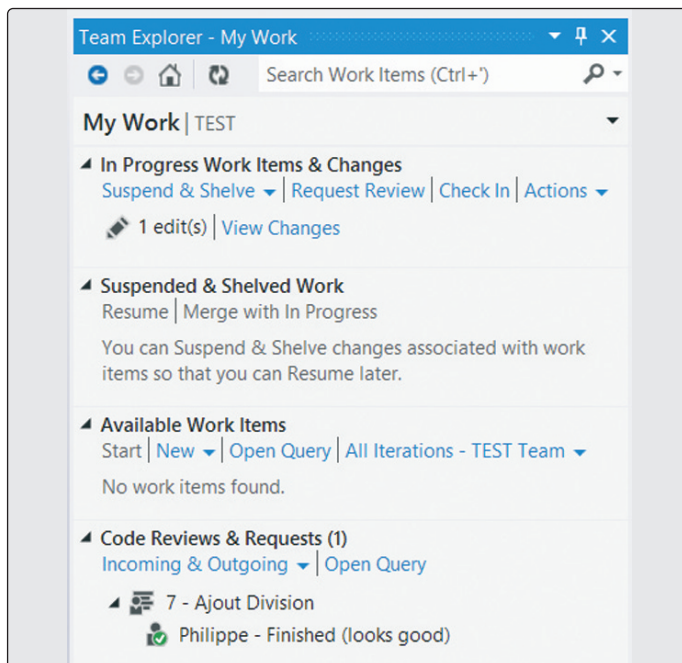 Team Explorer - My Work
Search Work Items (Ctrl+')
My Work | TEST
In Progress Work Items & Changes
Suspend & Shelve | Request Review | Check In | Actions
1 edit(s) | View Changes
Suspended & Shelved Work
Resume | Merge with In Progress
You can Suspend & Shelve changes associated with work
items so that you can Resume later.
Available Work Items
Start | New | Open Query | All Iterations - TEST Team
No work items found.
Code Reviews & Requests (1)
Incoming & Outgoing | Open Query
7 - Ajout Division
Philippe - Finished (looks good)